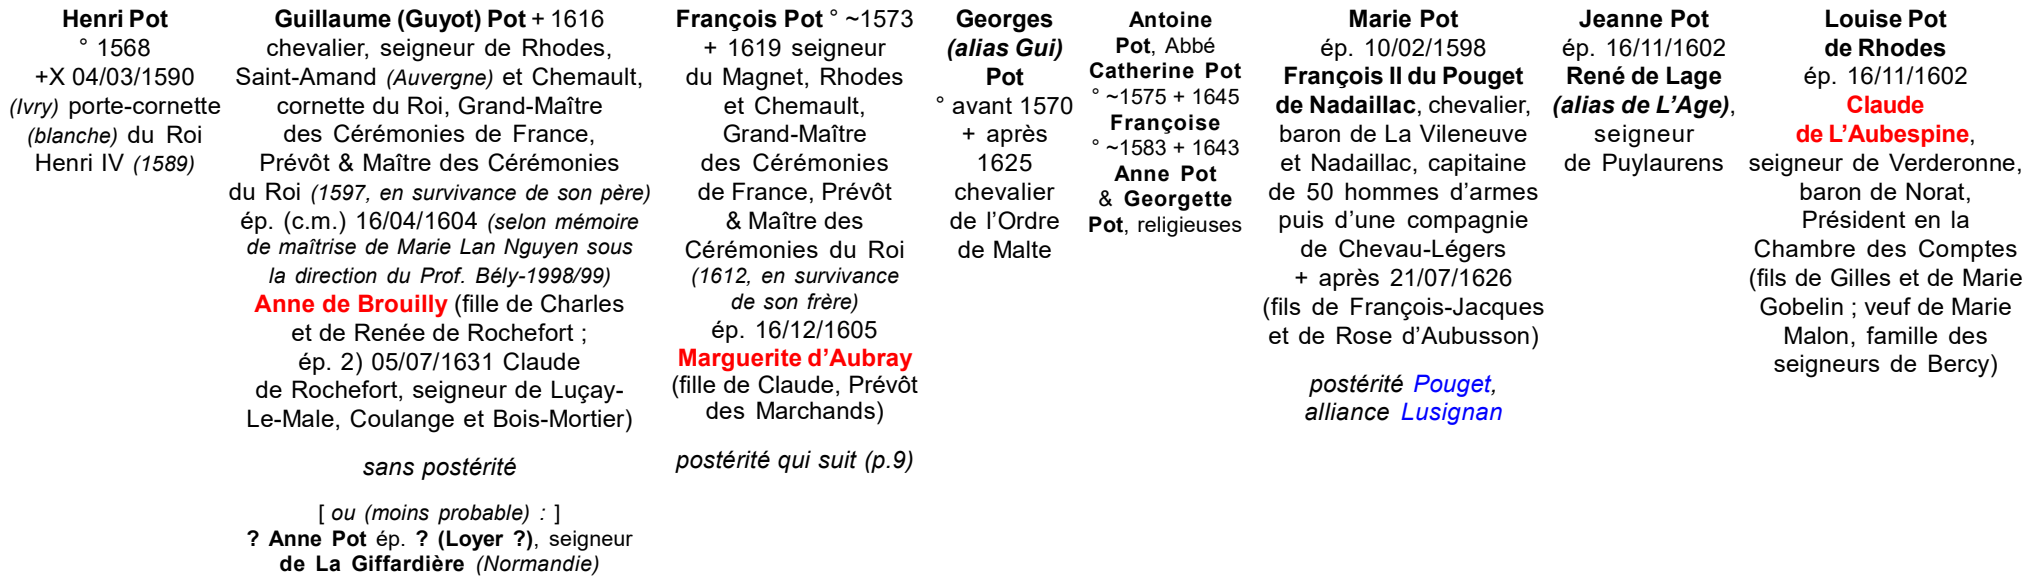 Henri Pot
° 1568
+X 04/03/1590
(Ivry) porte-cornette
(blanche) du Roi
Henri IV (1589)
Guillaume (Guyot) Pot + 1616
chevalier, seigneur de Rhodes,
Saint-Amand (Auvergne) et Chemault,
cornette du Roi, Grand-Maître
des Cérémonies de France,
Prévôt & Maître des Cérémonies
du Roi (1597, en survivance de son père)
ép. (c.m.) 16/04/1604 (selon mémoire
de maîtrise de Marie Lan Nguyen sous
la direction du Prof. Bély-1998/99)
Anne de Brouilly (fille de Charles
et de Renée de Rochefort ;
ép. 2) 05/07/1631 Claude
de Rochefort, seigneur de Luçay-
Le-Male, Coulange et Bois-Mortier)
sans postérité
[ ou (moins probable) : ]
? Anne Pot ép. ? (Loyer ?), seigneur
de La Giffardière (Normandie)
François Pot ° ~1573
+ 1619 seigneur
du Magnet, Rhodes
et Chemault,
Grand-Maître
des Cérémonies
de France, Prévôt
& Maître des
Cérémonies du Roi
(1612, en survivance
de son frère)
ép. 16/12/1605
Marguerite d’Aubray
(fille de Claude, Prévôt
des Marchands)
postérité qui suit (p.9)
Georges
(alias Gui)
Pot
° avant 1570
+ après
1625
chevalier
de l’Ordre
de Malte
Antoine
Pot, Abbé
Catherine Pot
° ~1575 + 1645
Françoise
° ~1583 + 1643
Anne Pot
& Georgette
Pot, religieuses
Marie Pot
ép. 10/02/1598
François II du Pouget
de Nadaillac, chevalier,
baron de La Vileneuve
et Nadaillac, capitaine
de 50 hommes d’armes
puis d’une compagnie
de Chevau-Légers
+ après 21/07/1626
(fils de François-Jacques
et de Rose d’Aubusson)
postérité Pouget,
alliance Lusignan
Jeanne Pot
ép. 16/11/1602
René de Lage
(alias de L’Age),
seigneur
de Puylaurens
Louise Pot
de Rhodes
ép. 16/11/1602
Claude
de L’Aubespine,
seigneur de Verderonne,
baron de Norat,
Président en la
Chambre des Comptes
(fils de Gilles et de Marie
Gobelin ; veuf de Marie
Malon, famille des
seigneurs de Bercy)